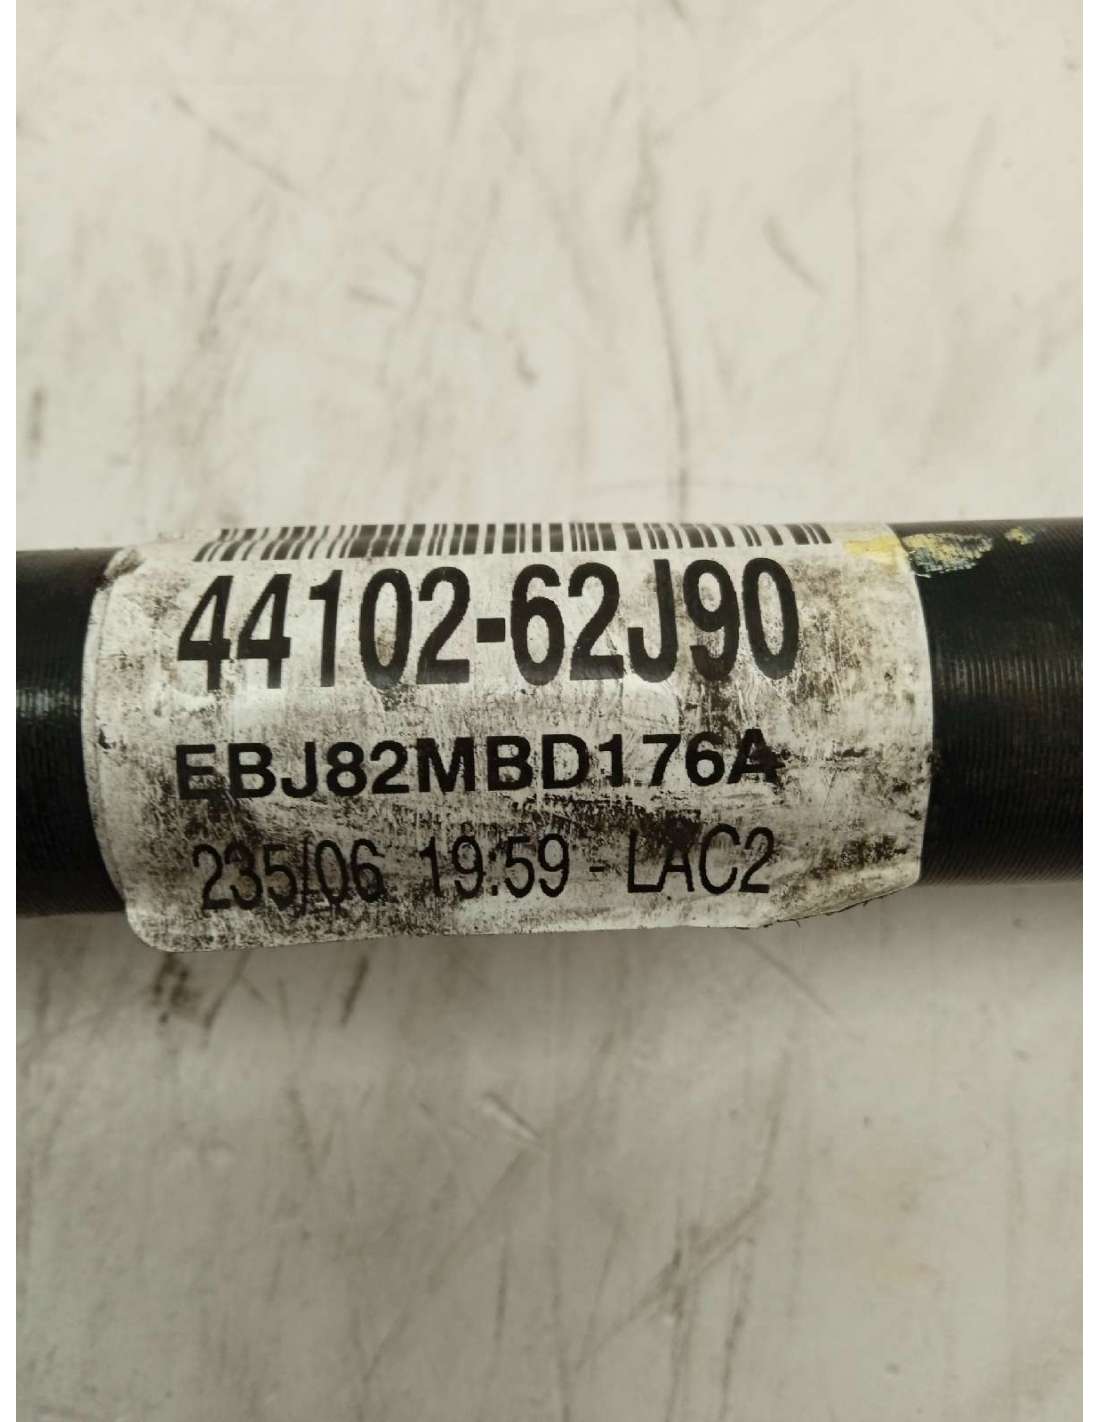 44102-62J90
EBJ82MBD176A
235/06 19:59 - LAC2